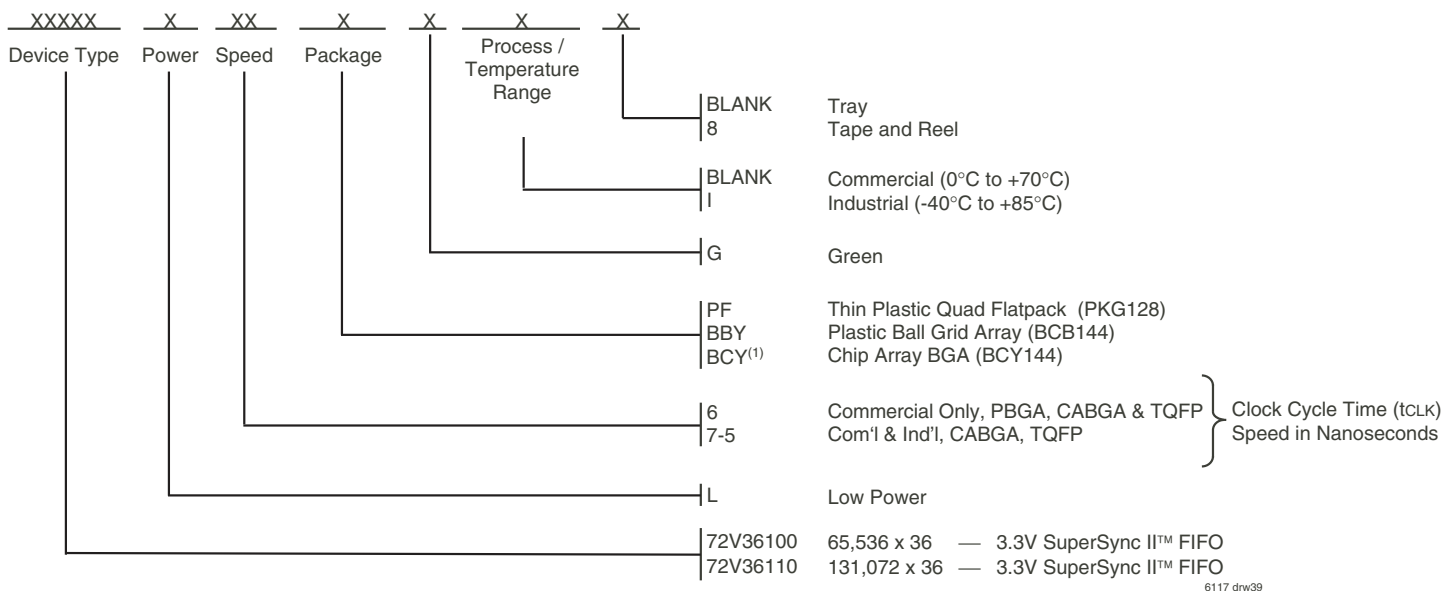 XXXXX X XX X X X X
Device Type Power Speed Package Process /
Temperature
Range
BLANK Tray
8 Tape and Reel
BLANK Commercial (0°C to +70°C)
I Industrial (-40°C to +85°C)
G Green
PF Thin Plastic Quad Flatpack (PKG128)
BBY Plastic Ball Grid Array (BCB144)
BCY(1) Chip Array BGA (BCY144)
6 Commercial Only, PBGA, CABGA & TQFP Clock Cycle Time (tCLK)
7-5 Com'l & Ind'l, CABGA, TQFP Speed in Nanoseconds
L Low Power
72V36100 65,536 x 36 — 3.3V SuperSync II™ FIFO
72V36110 131,072 x 36 — 3.3V SuperSync II™ FIFO
6117 drw39